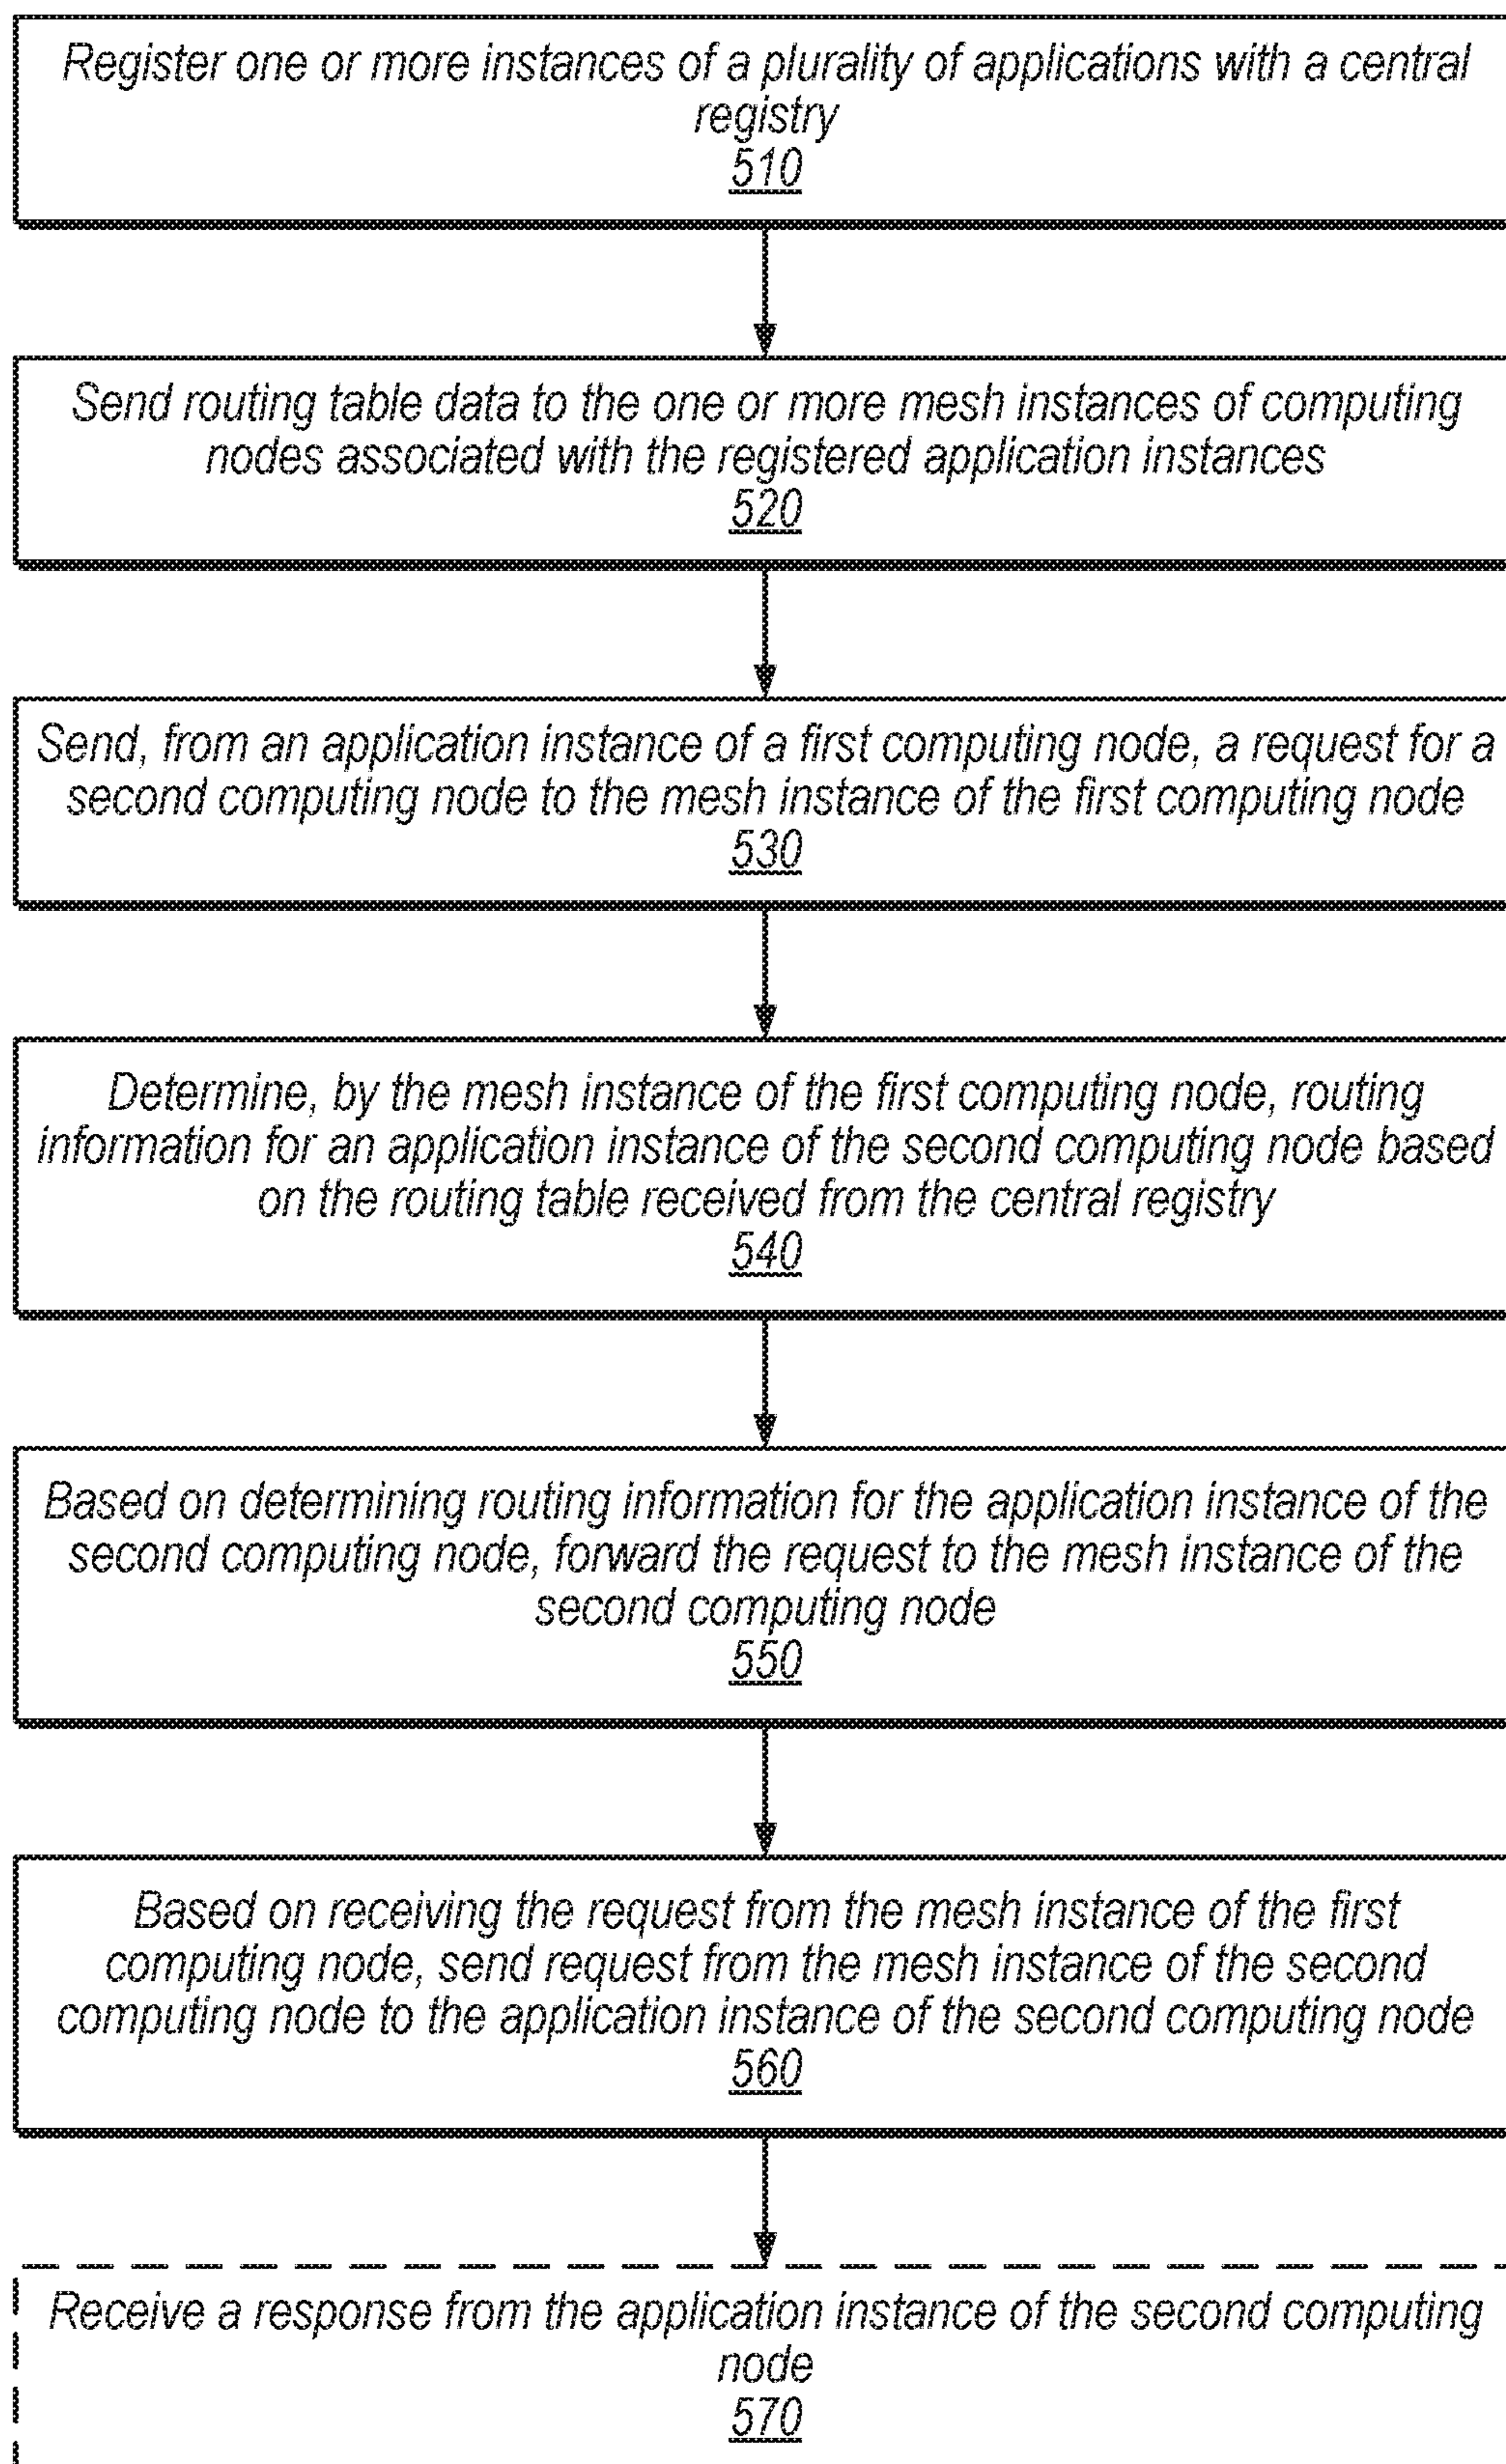 Register one or more instances of a plurality of applications with a central
registry
510
Send routing table data to the one or more mesh instances of computing
nodes associated with the registered application instances
520
Send, from an application instance of a first computing node, a request for a
second computing node to the mesh instance of the first computing node
530
Determine, by the mesh instance of the first computing node, routing
information for an application instance of the second computing node based
on the routing table received from the central registry
540
Based on determining routing information for the application instance of the
second computing node, forward the request to the mesh instance of the
second computing node
550
Based on receiving the request from the mesh instance of the first
computing node, send request from the mesh instance of the second
computing node to the application instance of the second computing node
560
Receive a response from the application instance of the second computing
node
570